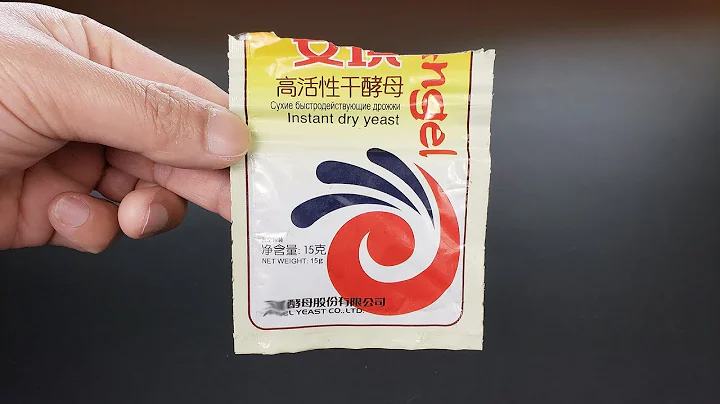 高活性干酵母
Сухие быстродействующие дрожжи
Instant dry yeast
ngel
净含量: 15克
NET WEIGHT: 15g
酵母股份有限公司
YEAST CO.,LTD.